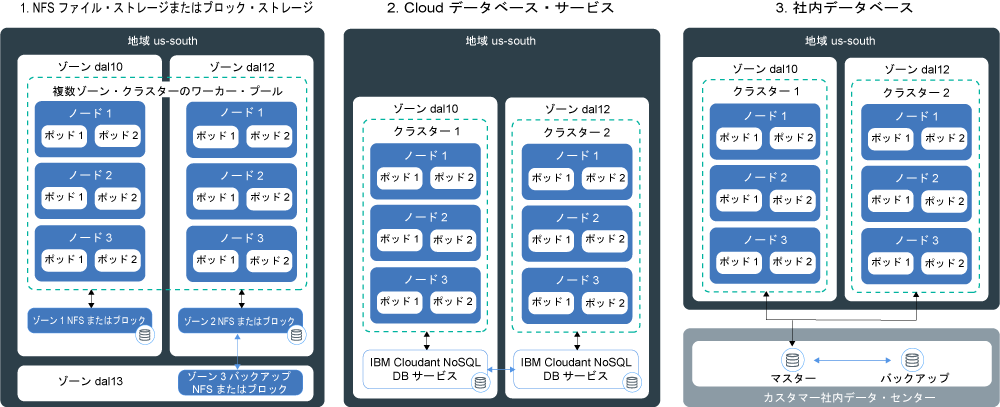 1. NFS ファイル・ストレージまたはブロック・ストレージ
地域 us-south
ゾーン dal10
ゾーン dal12
複数ゾーン・クラスターのワーカー・プール
ノード 1
ポッド 1
ポッド 2
ノード 2
ポッド 1
ポッド 2
ノード 3
ポッド 1
ポッド 2
ノード 1
ポッド 1
ポッド 2
ノード 2
ポッド 1
ポッド 2
ノード 3
ポッド 1
ポッド 2
ゾーン 1 NFS またはブロック
ゾーン 2 NFS またはブロック
ゾーン dal13
ゾーン 3 バックアップ
NFS またはブロック
2. Cloud データベース・サービス
地域 us-south
ゾーン dal10
クラスター 1
ノード 1
ポッド 1
ポッド 2
ノード 2
ポッド 1
ポッド 2
ノード 3
ポッド 1
ポッド 2
IBM Cloudant NoSQL
DB サービス
ゾーン dal12
クラスター 2
ノード 1
ポッド 1
ポッド 2
ノード 2
ポッド 1
ポッド 2
ノード 3
ポッド 1
ポッド 2
IBM Cloudant NoSQL
DB サービス
3. 社内データベース
地域 us-south
ゾーン dal10
クラスター 1
ノード 1
ポッド 1
ポッド 2
ノード 2
ポッド 1
ポッド 2
ノード 3
ポッド 1
ポッド 2
ゾーン dal12
クラスター 2
ノード 1
ポッド 1
ポッド 2
ノード 2
ポッド 1
ポッド 2
ノード 3
ポッド 1
ポッド 2
マスター
バックアップ
カスタマー社内データ・センター